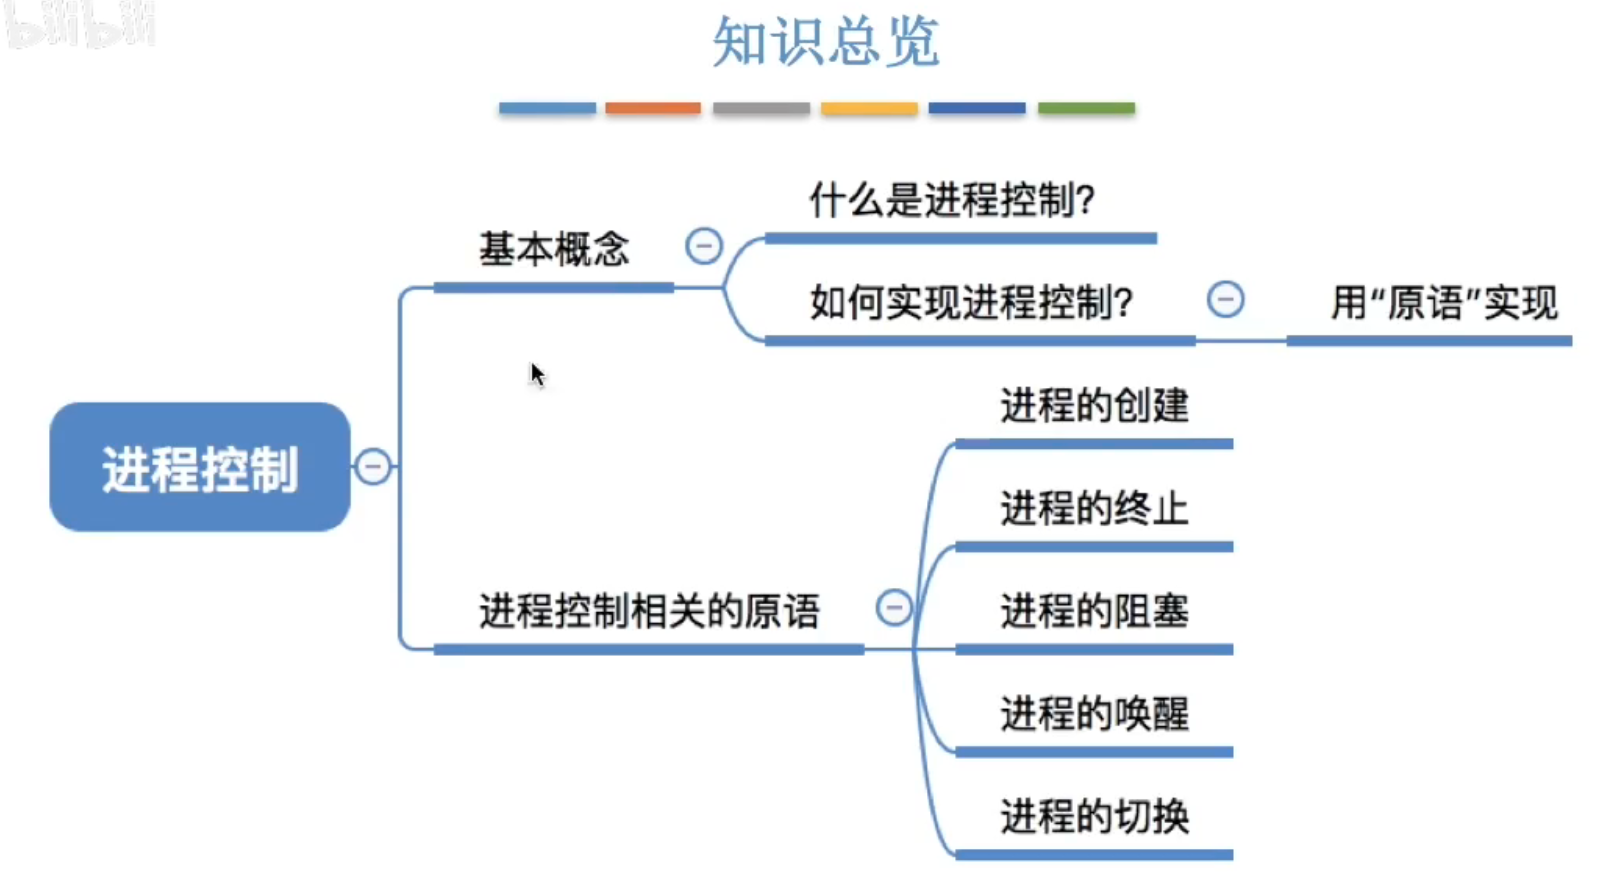 bilibili
知识总览
什么是进程控制?
基本概念
如何实现进程控制?
用“原语”实现
进程控制
进程控制相关的原语
进程的创建
进程的终止
进程的阻塞
进程的唤醒
进程的切换